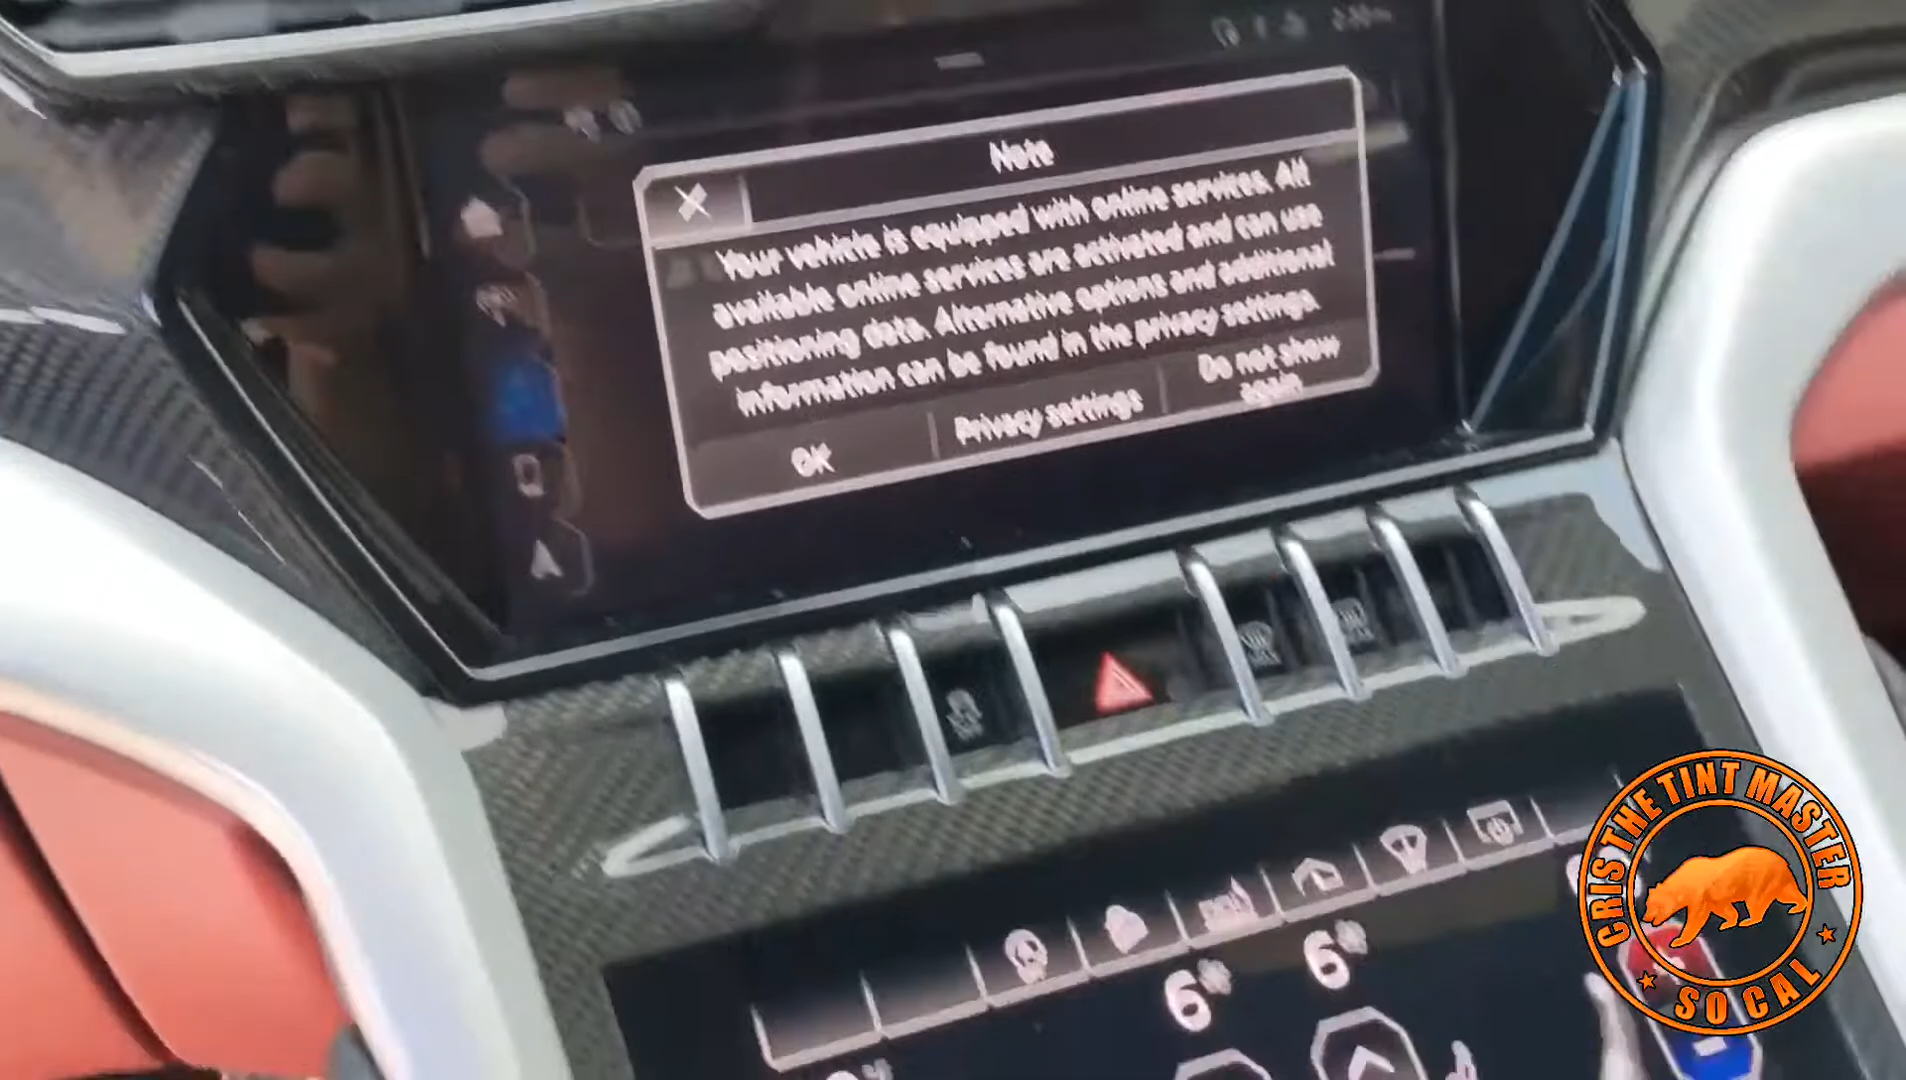 Note
Your vehicle is equipped with online services. All
available online services are activated and can use
positioning data. Alternative options and additional
information can be found in the privacy settings.
OK
Privacy settings
Do not show
again
MAX
REAR
6
6
CRIS THE TINT MASTER
SO CAL